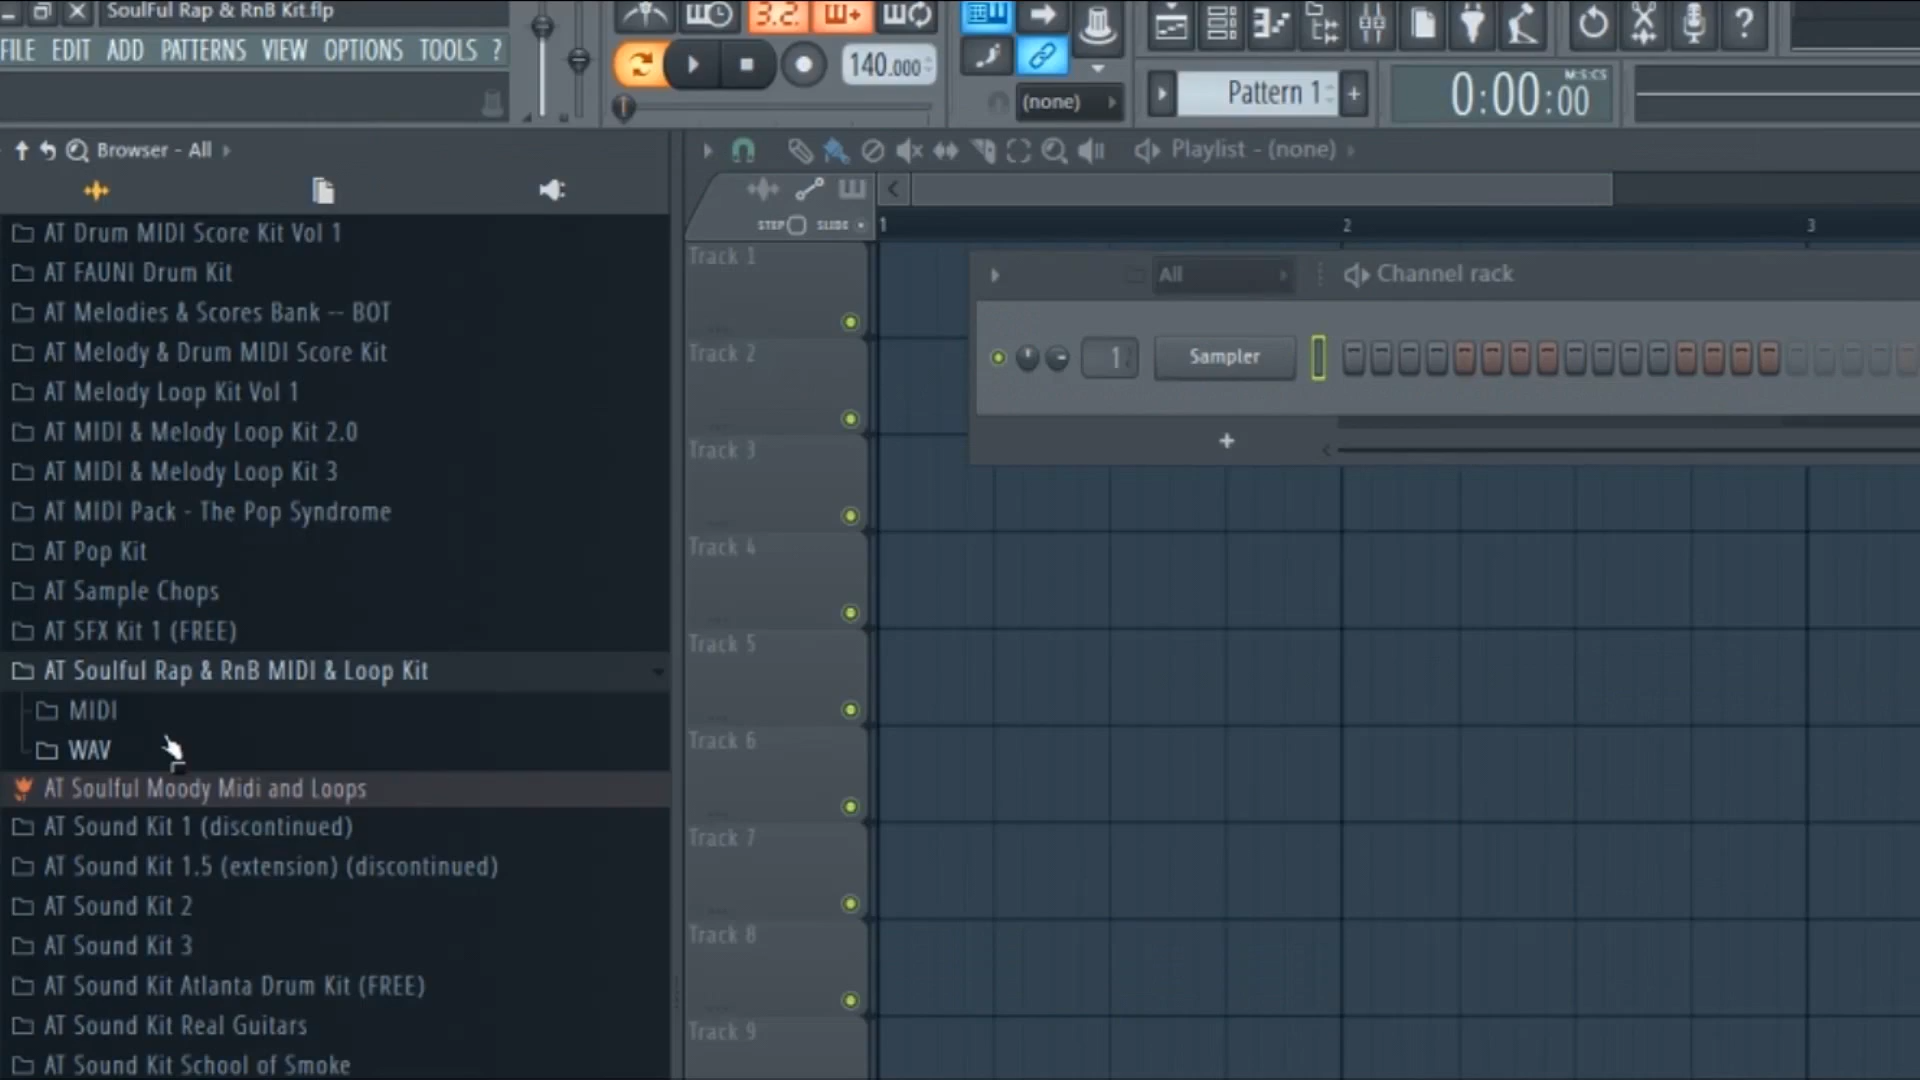 SoulFul Rap & RnB Kit.flp
FILE EDIT ADD PATTERNS VIEW OPTIONS TOOLS ?
3.2.
140.000
(none)
Pattern 1
+
M:S:CS
0:00:00
Browser - All
Playlist - (none)
STEP SLIDE
1 2 3
AT Drum MIDI Score Kit Vol 1
AT FAUNI Drum Kit
AT Melodies & Scores Bank -- BOT
AT Melody & Drum MIDI Score Kit
AT Melody Loop Kit Vol 1
AT MIDI & Melody Loop Kit 2.0
AT MIDI & Melody Loop Kit 3
AT MIDI Pack - The Pop Syndrome
AT Pop Kit
AT Sample Chops
AT SFX Kit 1 (FREE)
AT Soulful Rap & RnB MIDI & Loop Kit
MIDI
WAV
AT Soulful Moody Midi and Loops
AT Sound Kit 1 (discontinued)
AT Sound Kit 1.5 (extension) (discontinued)
AT Sound Kit 2
AT Sound Kit 3
AT Sound Kit Atlanta Drum Kit (FREE)
AT Sound Kit Real Guitars
AT Sound Kit School of Smoke
Track 1
Track 2
Track 3
Track 4
Track 5
Track 6
Track 7
Track 8
Track 9
All
Channel rack
1
Sampler
+